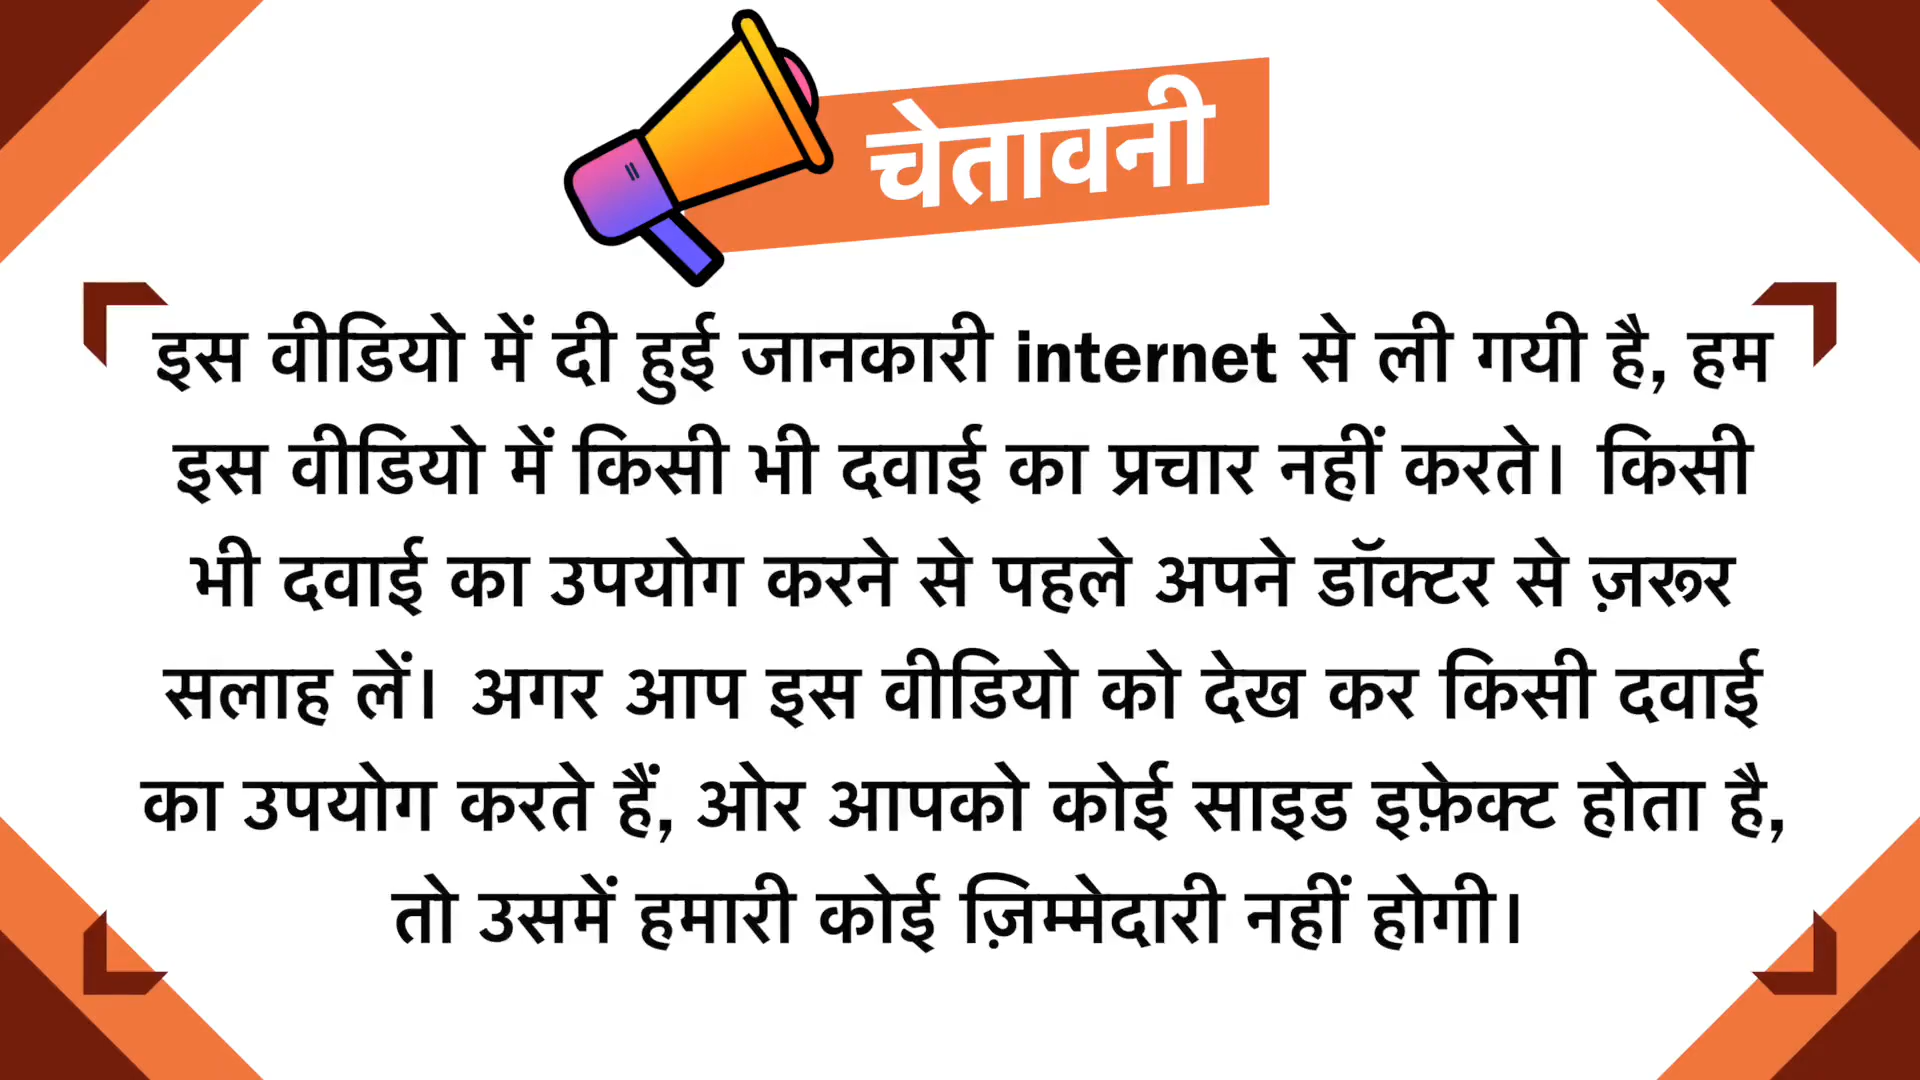 चेतावनी
इस वीडियो में दी हुई जानकारी internet से ली गयी है, हम
इस वीडियो में किसी भी दवाई का प्रचार नहीं करते। किसी
भी दवाई का उपयोग करने से पहले अपने डॉक्टर से ज़रूर
सलाह लें। अगर आप इस वीडियो को देख कर किसी दवाई
का उपयोग करते हैं, ओर आपको कोई साइड इफ़ेक्ट होता है,
तो उसमें हमारी कोई ज़िम्मेदारी नहीं होगी।